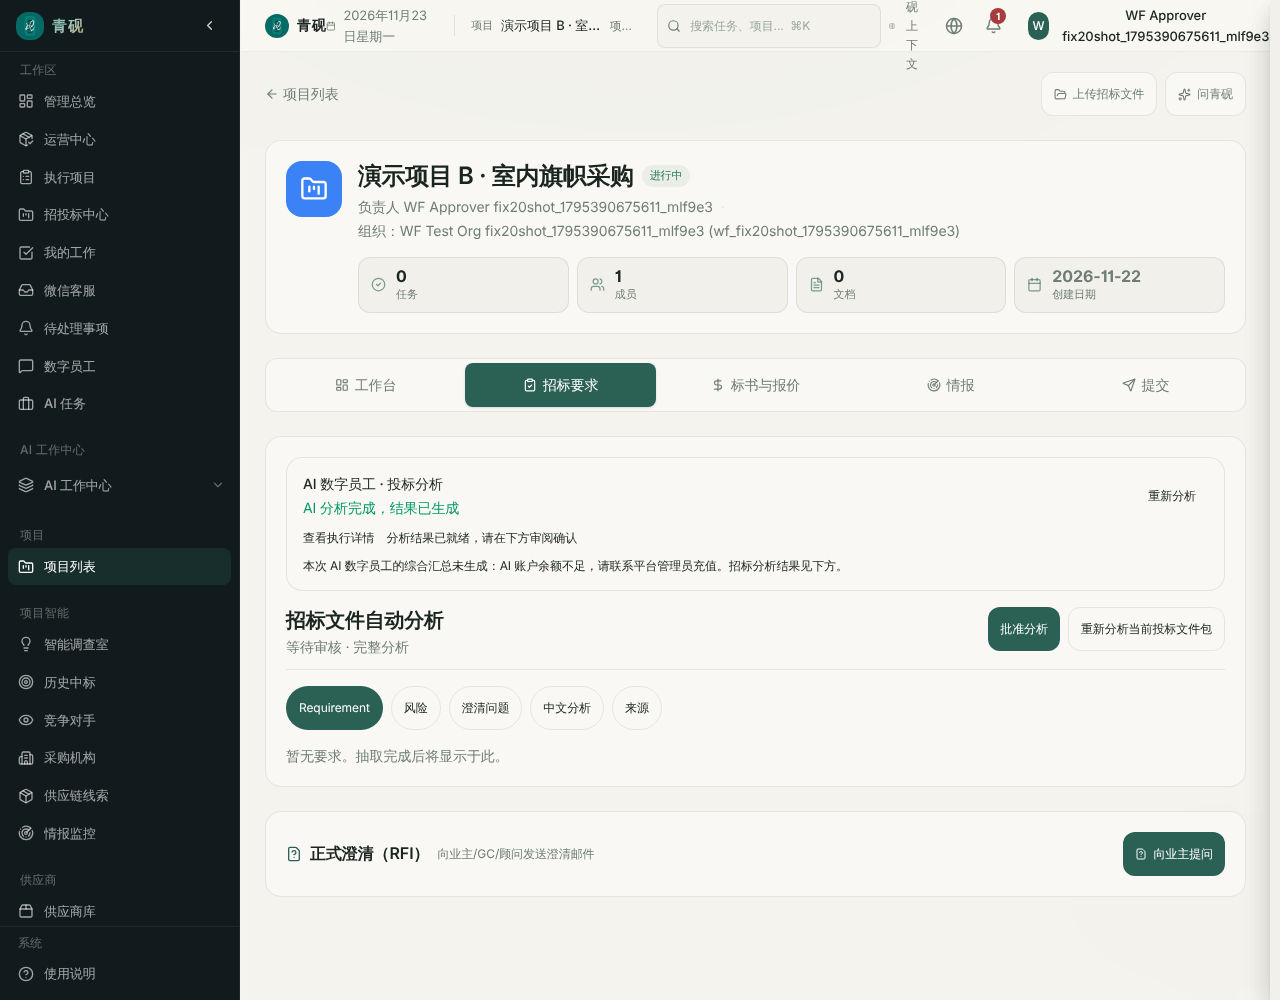 青砚
工作区
管理总览
运营中心
执行项目
招投标中心
我的工作
微信客服
待处理事项
数字员工
AI 任务
AI 工作中心
AI 工作中心
项目
项目列表
项目智能
智能调查室
历史中标
竞争对手
采购机构
供应链线索
情报监控
供应商
供应商库
系统
使用说明
青砚
2026年11月23
日星期一
项目 演示项目 B · 室... 项...
搜索任务、项目... ⌘K
砚
上
下
文
1
W
WF Approver
fix20shot_1795390675611_mlf9e3
项目列表
上传招标文件
问青砚
演示项目 B · 室内旗帜采购 进行中
负责人 WF Approver fix20shot_1795390675611_mlf9e3 ·
组织：WF Test Org fix20shot_1795390675611_mlf9e3 (wf_fix20shot_1795390675611_mlf9e3)
0
任务
1
成员
0
文档
2026-11-22
创建日期
工作台
招标要求
标书与报价
情报
提交
AI 数字员工 · 投标分析
AI 分析完成，结果已生成
重新分析
查看执行详情 分析结果已就绪，请在下方审阅确认
本次 AI 数字员工的综合汇总未生成：AI 账户余额不足，请联系平台管理员充值。招标分析结果见下方。
招标文件自动分析
等待审核 · 完整分析
批准分析
重新分析当前投标文件包
Requirement
风险
澄清问题
中文分析
来源
暂无要求。抽取完成后将显示于此。
正式澄清（RFI） 向业主/GC/顾问发送澄清邮件
向业主提问